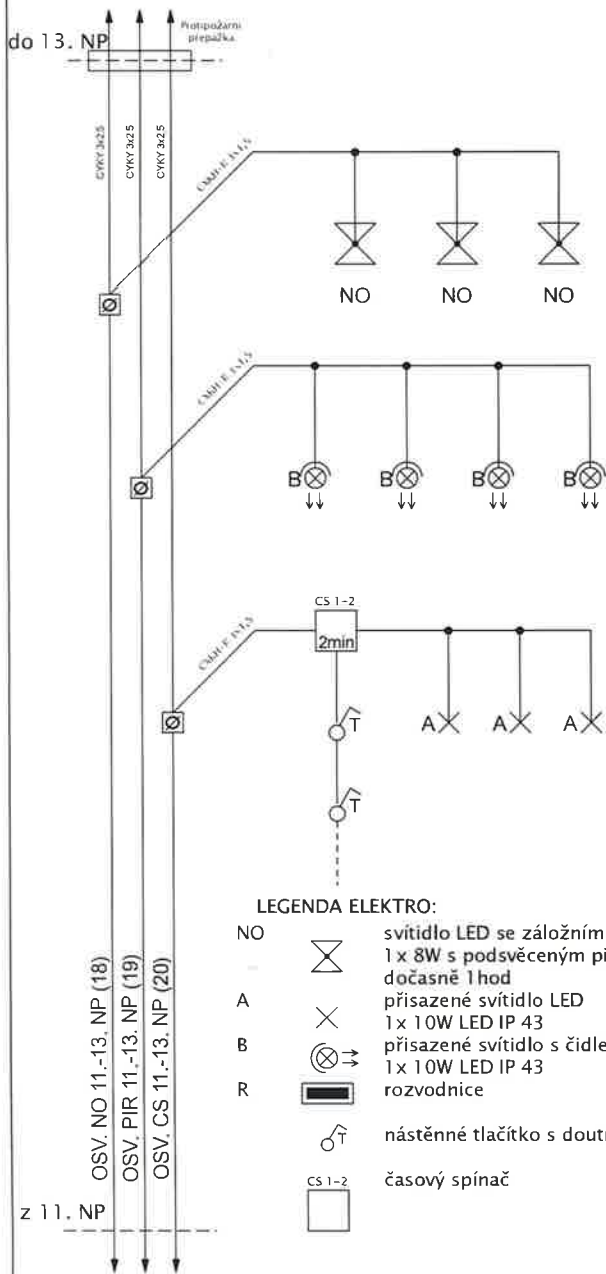 Protipožární
přepážka
do 13. NP
CYKY 3x2.5
CYKY 3x2.5
CYKY 3x2.5
NO
NO
NO
B
B
B
B
CS 1-2
2min
T
A
A
A
T
OSV. NO 11.-13. NP (18)
OSV. PIR 11.-13. NP (19)
OSV. CS 11.-13. NP (20)
z 11. NP
LEGENDA ELEKTRO:
NO svítidlo LED se záložním
1x 8W s podsvěceným pi
dočasně 1hod
A přisazené svítidlo LED
1x 10W LED IP 43
B přisazené svítidlo s čidle
1x 10W LED IP 43
R rozvodnice
T nástěnné tlačítko s doutr
CS 1-2 časový spínač